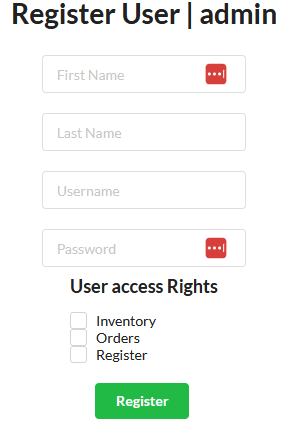 Register User | admin
First Name
Last Name
Username
Password
User access Rights
Inventory
Orders
Register
Register